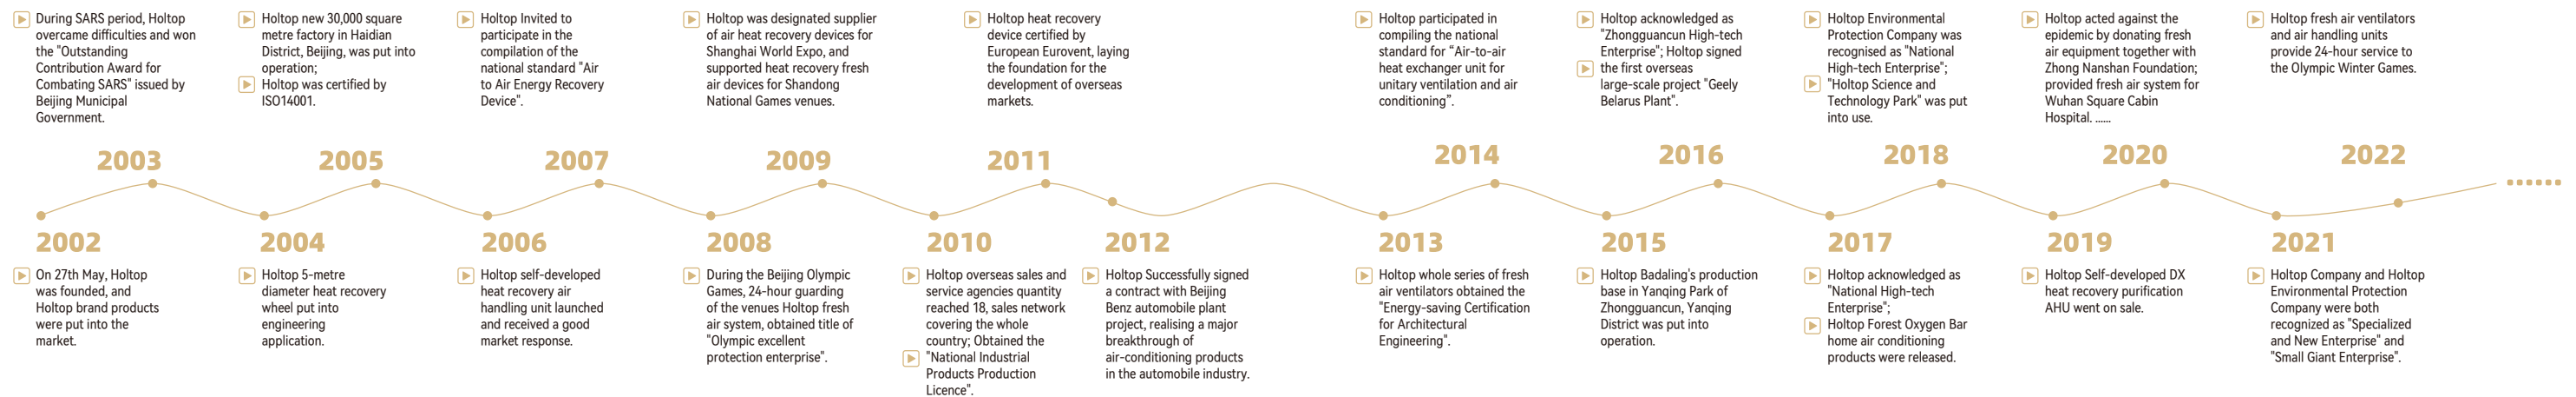 During SARS period, Holtop
overcame difficulties and won
the "Outstanding
Contribution Award for
Combating SARS" issued by
Beijing Municipal
Government.
Holtop new 30,000 square
metre factory in Haidian
District, Beijing, was put into
operation;
Holtop was certified by
ISO14001.
Holtop Invited to
participate in the
compilation of the
national standard "Air
to Air Energy Recovery
Device".
Holtop was designated supplier
of air heat recovery devices for
Shanghai World Expo, and
supported heat recovery fresh
air devices for Shandong
National Games venues.
Holtop heat recovery
device certified by
European Eurovent, laying
the foundation for the
development of overseas
markets.
Holtop participated in
compiling the national
standard for “Air-to-air
heat exchanger unit for
unitary ventilation and air
conditioning”.
Holtop acknowledged as
"Zhongguancun High-tech
Enterprise"; Holtop signed
the first overseas
large-scale project "Geely
Belarus Plant".
Holtop Environmental
Protection Company was
recognised as "National
High-tech Enterprise";
"Holtop Science and
Technology Park" was put
into use.
Holtop acted against the
epidemic by donating fresh
air equipment together with
Zhong Nanshan Foundation;
provided fresh air system for
Wuhan Square Cabin
Hospital. ......
Holtop fresh air ventilators
and air handling units
provide 24-hour service to
the Olympic Winter Games.
2003
2005
2007
2009
2011
2014
2016
2018
2020
2022
2002
2004
2006
2008
2010
2012
2013
2015
2017
2019
2021
On 27th May, Holtop
was founded, and
Holtop brand products
were put into the
market.
Holtop 5-metre
diameter heat recovery
wheel put into
engineering
application.
Holtop self-developed
heat recovery air
handling unit launched
and received a good
market response.
During the Beijing Olympic
Games, 24-hour guarding
of the venues Holtop fresh
air system, obtained title of
"Olympic excellent
protection enterprise".
Holtop overseas sales and
service agencies quantity
reached 18, sales network
covering the whole
country; Obtained the
"National Industrial
Products Production
Licence".
Holtop Successfully signed
a contract with Beijing
Benz automobile plant
project, realising a major
breakthrough of
air-conditioning products
in the automobile industry.
Holtop whole series of fresh
air ventilators obtained the
"Energy-saving Certification
for Architectural
Engineering".
Holtop Badaling's production
base in Yanqing Park of
Zhongguancun, Yanqing
District was put into
operation.
Holtop acknowledged as
"National High-tech
Enterprise";
Holtop Forest Oxygen Bar
home air conditioning
products were released.
Holtop Self-developed DX
heat recovery purification
AHU went on sale.
Holtop Company and Holtop
Environmental Protection
Company were both
recognized as "Specialized
and New Enterprise" and
"Small Giant Enterprise".